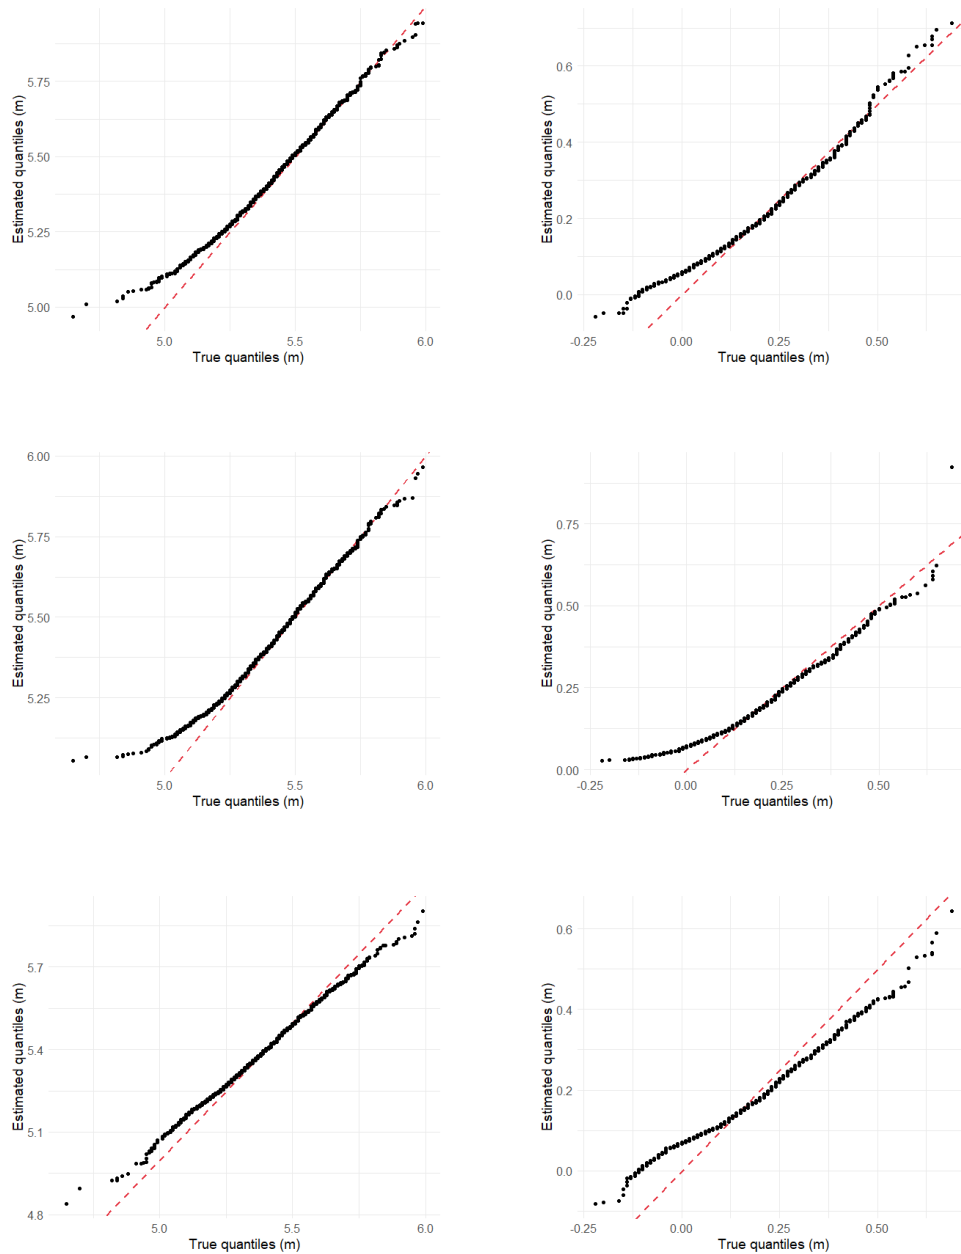 Estimated quantiles (m)
5.75
5.50
5.25
5.00
5.0 5.5 6.0
True quantiles (m)
Estimated quantiles (m)
0.6
0.4
0.2
0.0
-0.25 0.00 0.25 0.50
True quantiles (m)
Estimated quantiles (m)
6.00
5.75
5.50
5.25
5.0 5.5 6.0
True quantiles (m)
Estimated quantiles (m)
0.75
0.50
0.25
0.00
-0.25 0.00 0.25 0.50
True quantiles (m)
Estimated quantiles (m)
5.7
5.4
5.1
4.8
5.0 5.5 6.0
True quantiles (m)
Estimated quantiles (m)
0.6
0.4
0.2
0.0
-0.25 0.00 0.25 0.50
True quantiles (m)